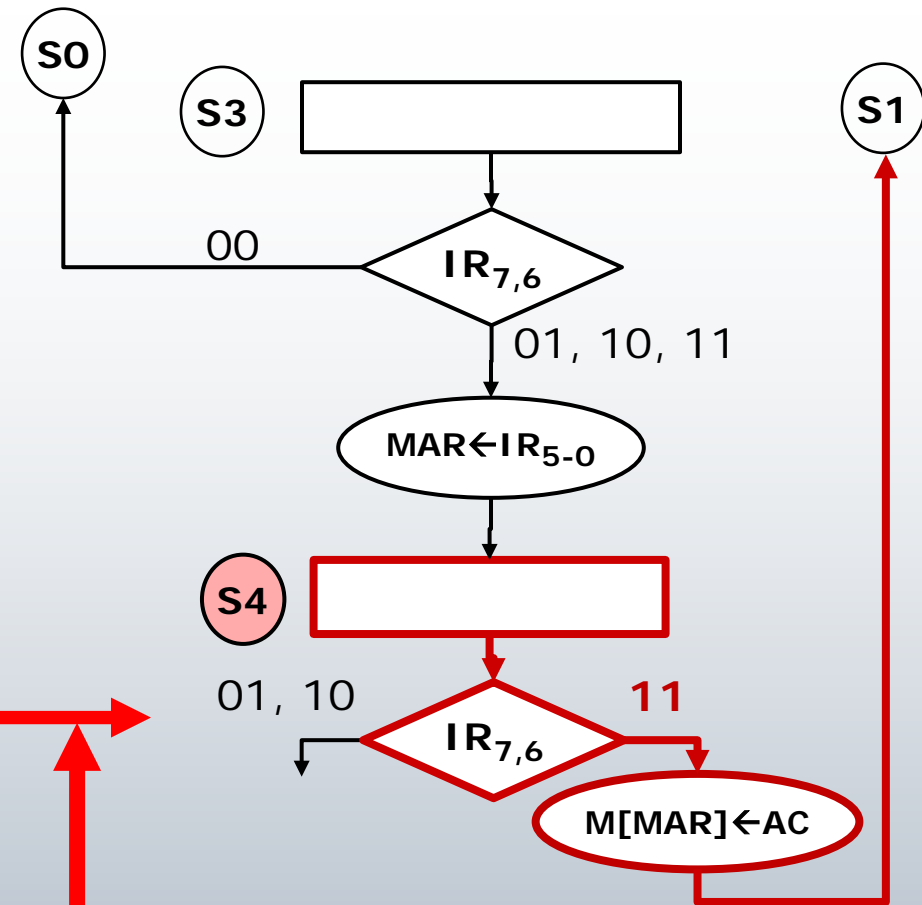 S0
S3
S1
00
IR7,6
01, 10, 11
MAR←IR5-0
S4
01, 10
11
IR7,6
M[MAR]←AC